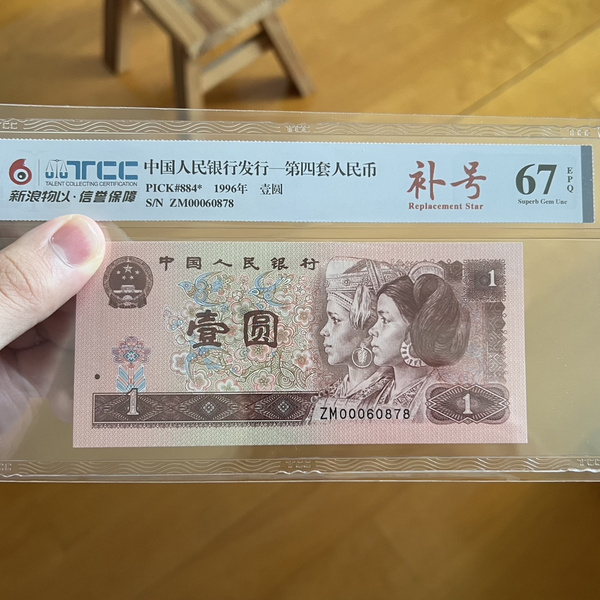 TCC
TALENT COLLECTING CERTIFICATION
新浪物以·信誉保障
中国人民银行发行—第四套人民币
PICK#884* 1996年 壹圆
S/N ZM00060878
补号
Replacement Star
67
EPQ
Superb Gem Unc
中国人民银行
1
壹圆
1
ZM00060878
1